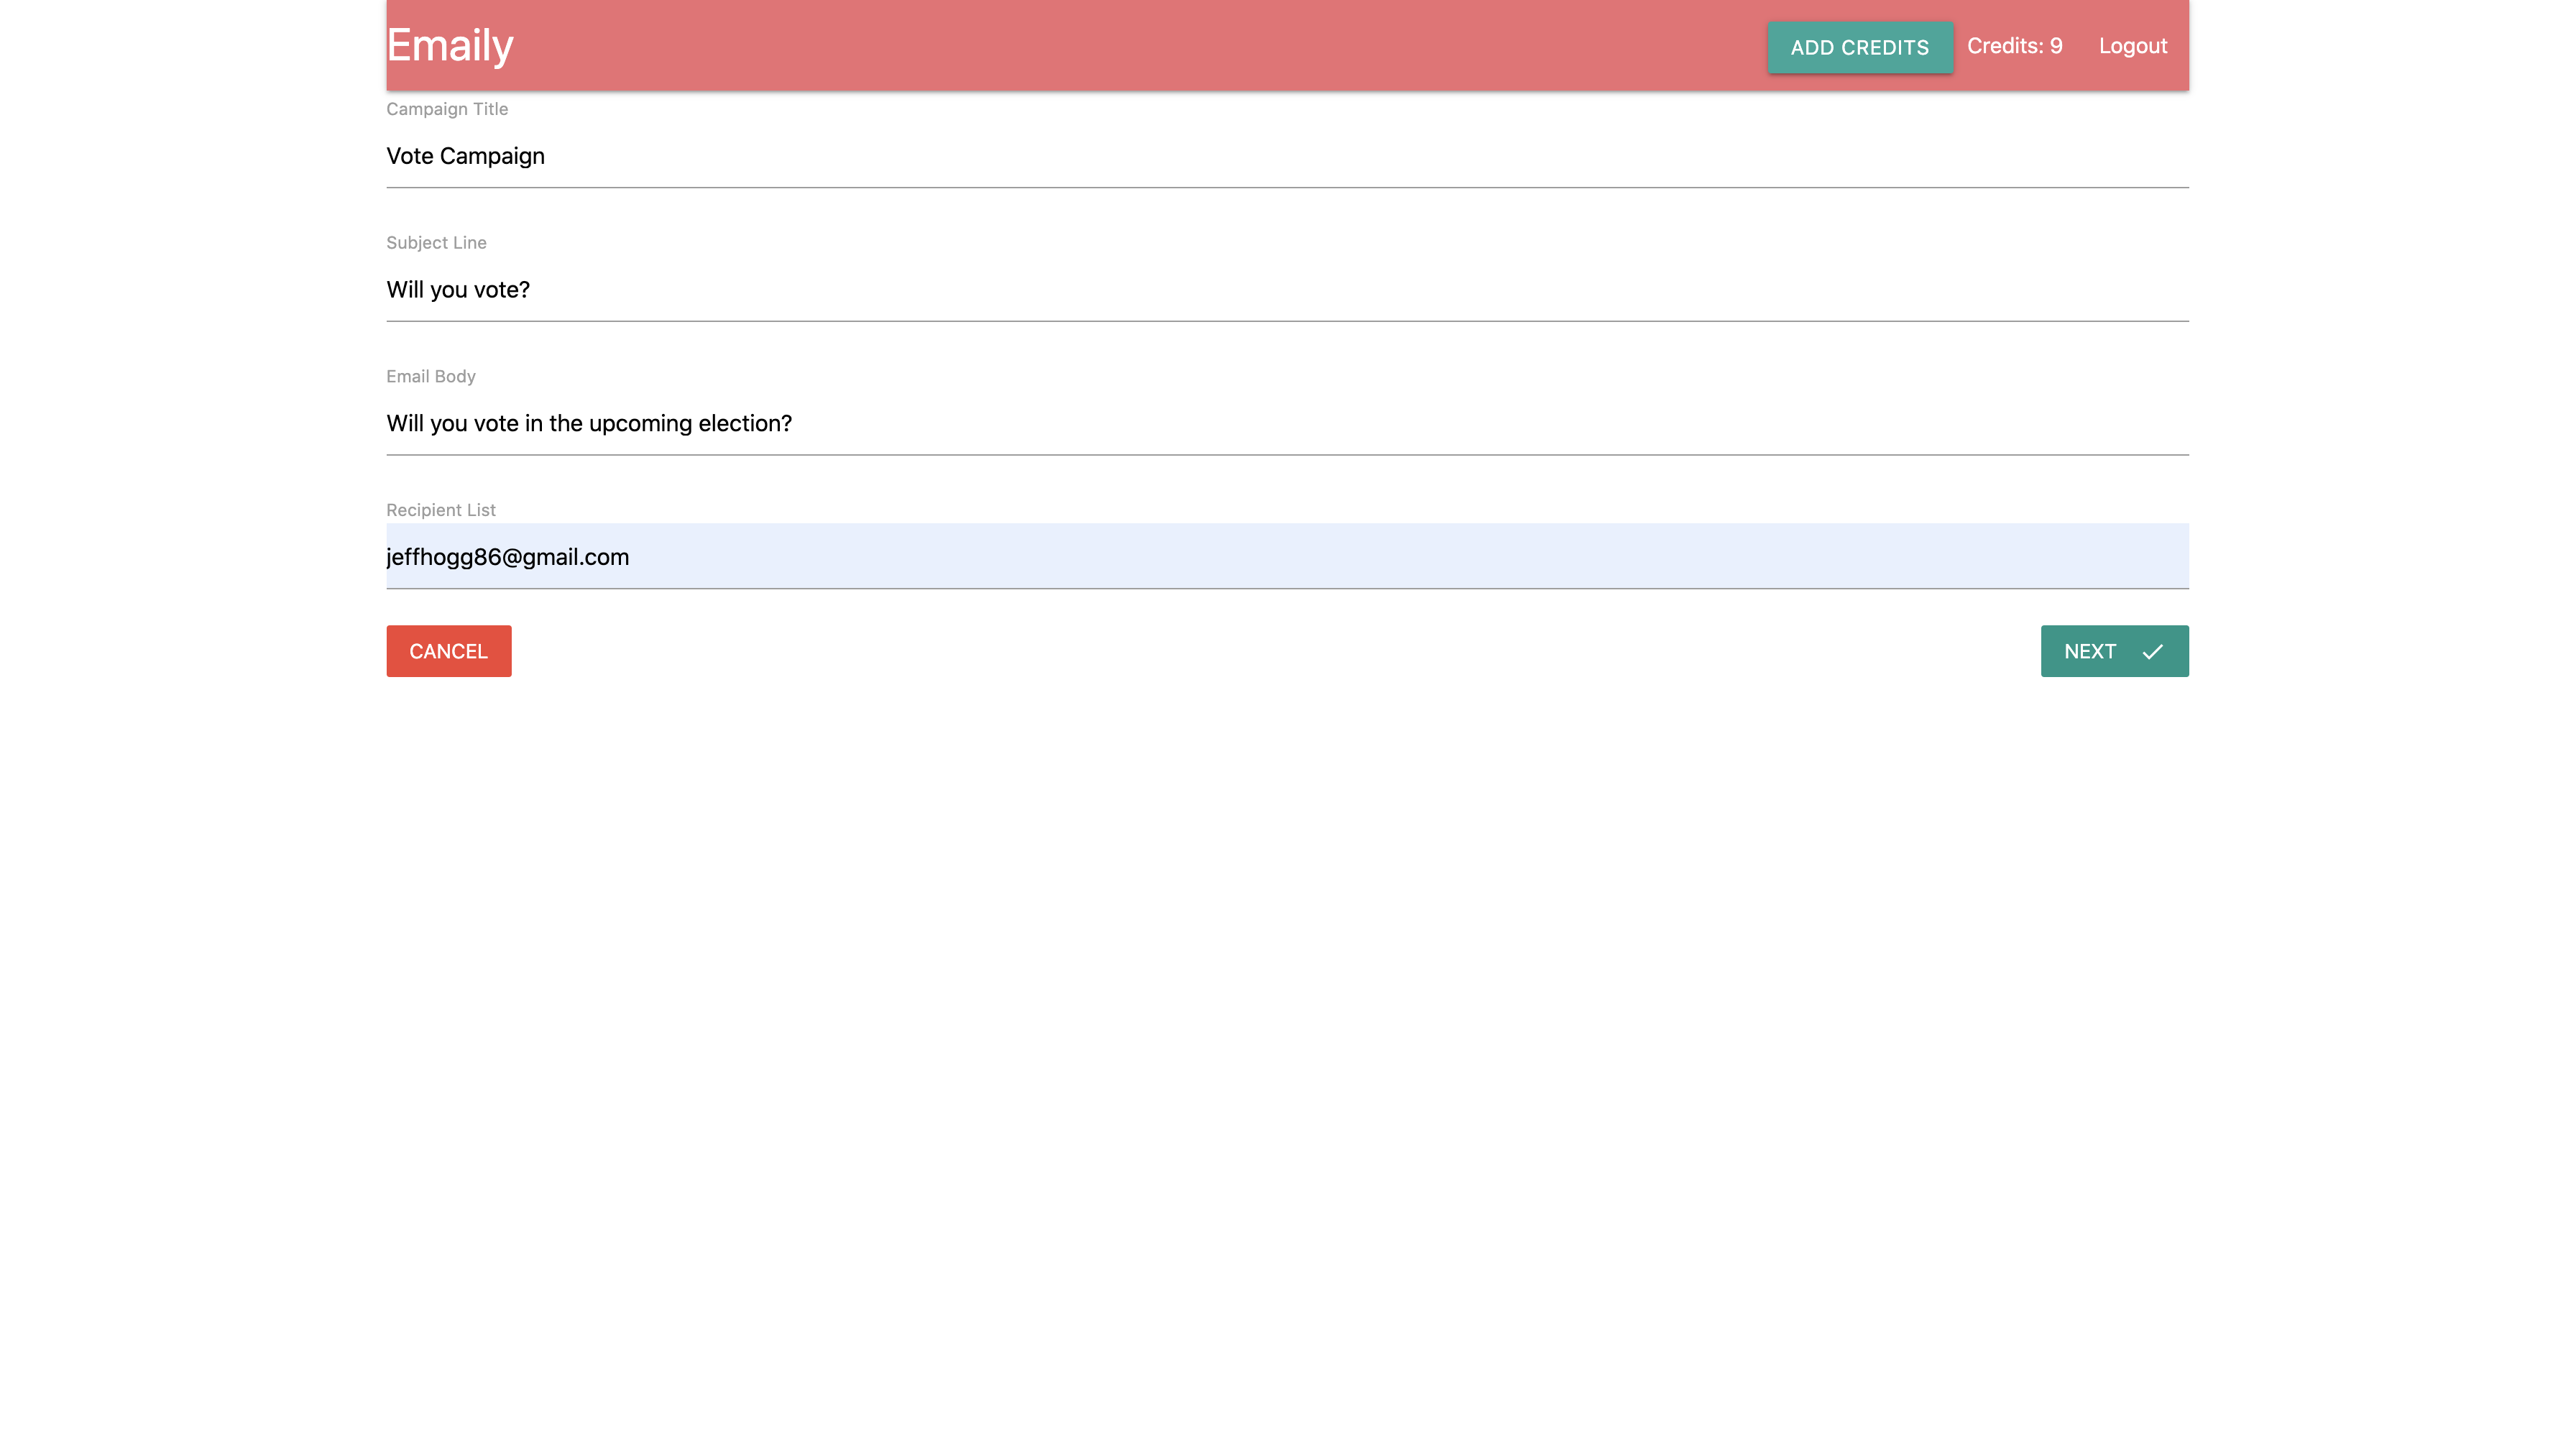 Emaily
ADD CREDITS Credits: 9 Logout
Campaign Title
Vote Campaign
Subject Line
Will you vote?
Email Body
Will you vote in the upcoming election?
Recipient List
jeffhogg86@gmail.com
CANCEL
NEXT